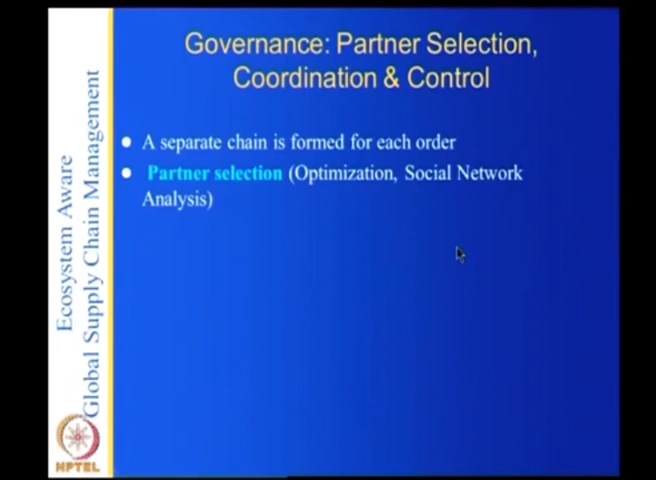 Governance: Partner Selection,
Coordination & Control
A separate chain is formed for each order
Partner selection (Optimization, Social Network
Analysis)
Ecosystem Aware
Global Supply Chain Management
NPTEL